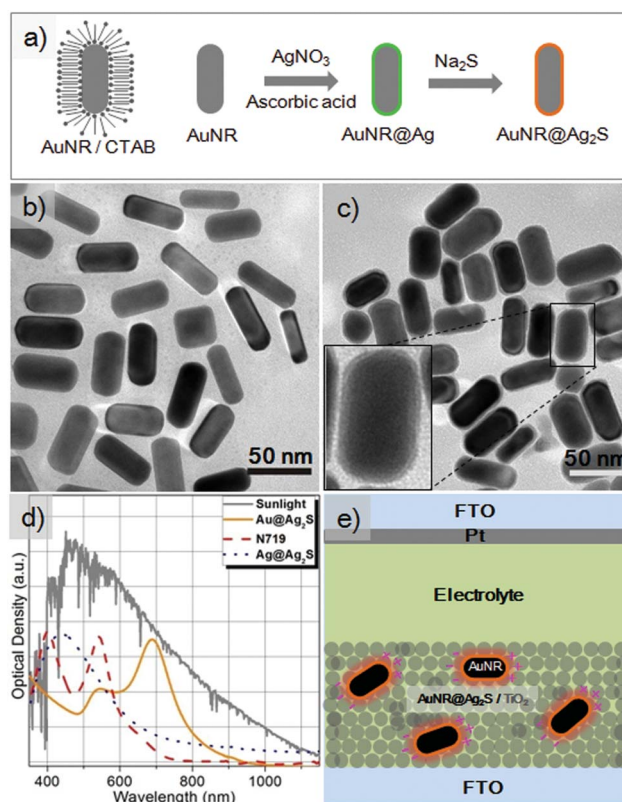 a)
AgNO₃
Na₂S
Ascorbic acid
AuNR / CTAB
AuNR
AuNR@Ag
AuNR@Ag₂S
b)
50 nm
c)
50 nm
d)
Sunlight
Au@Ag₂S
N719
Ag@Ag₂S
Optical Density (a.u.)
400 600 800 1000
Wavelength (nm)
e)
FTO
Pt
Electrolyte
AuNR
AuNR@Ag₂S / TiO₂
FTO